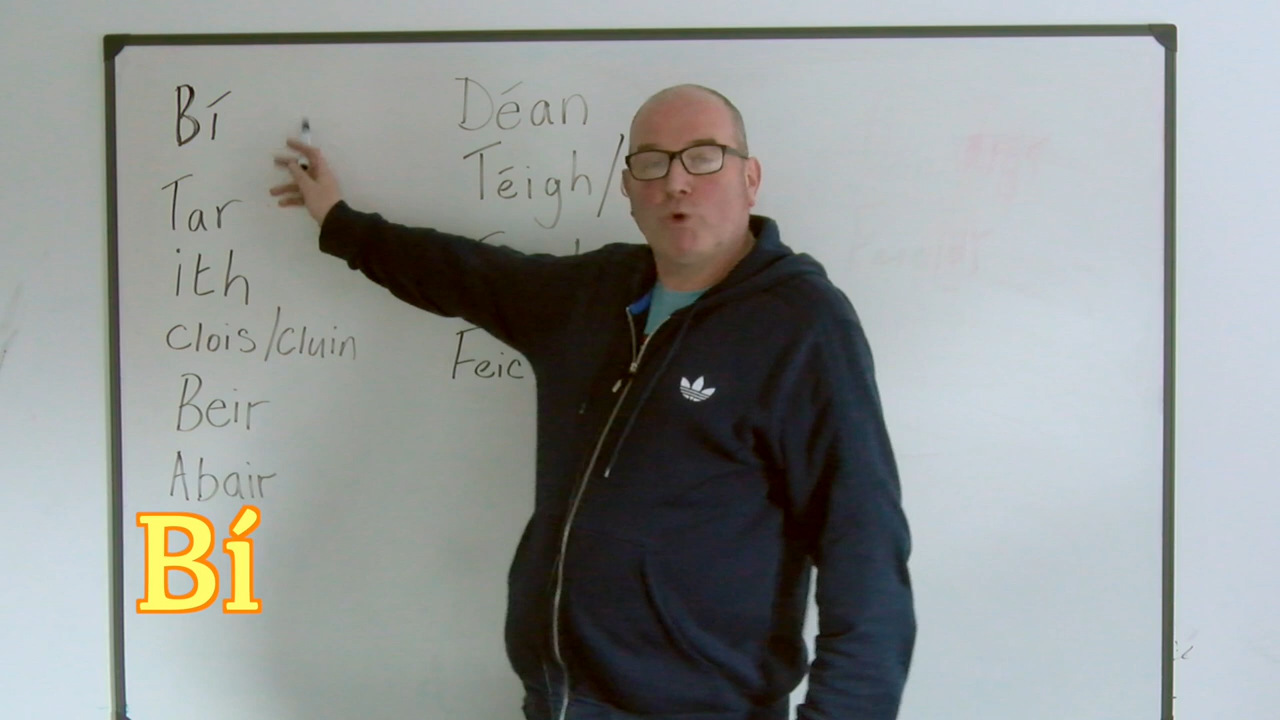 Bí
Tar
ith
clois/cluin
Beir
Abair
Déan
Téigh/
Feic
Bí